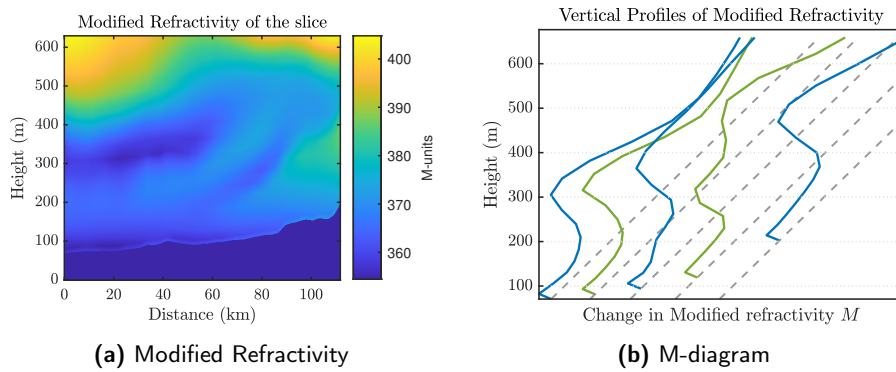 Modified Refractivity of the slice
600
500
400
300
200
100
0
Height (m)
0 20 40 60 80 100
Distance (km)
400
390
380
370
360
M-units
(a) Modified Refractivity
Vertical Profiles of Modified Refractivity
600
500
400
300
200
100
Height (m)
Change in Modified refractivity M
(b) M-diagram